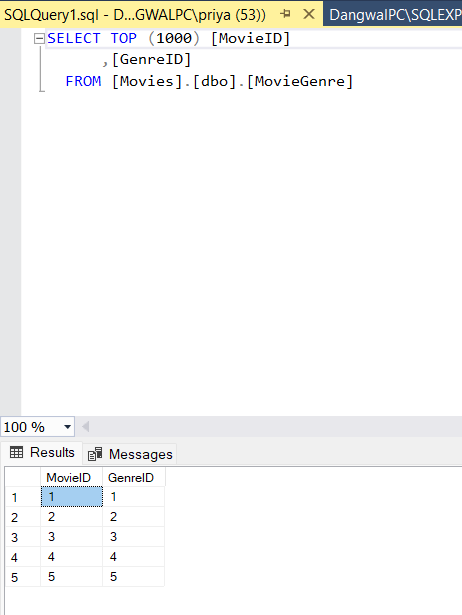 SQLQuery1.sql - D...GWALPC\priya (53)) DangwalPC\SQLEXP
SELECT TOP (1000) [MovieID]
,[GenreID]
FROM [Movies].[dbo].[MovieGenre]
100 %
Results Messages
MovieID GenreID
1 1 1
2 2 2
3 3 3
4 4 4
5 5 5